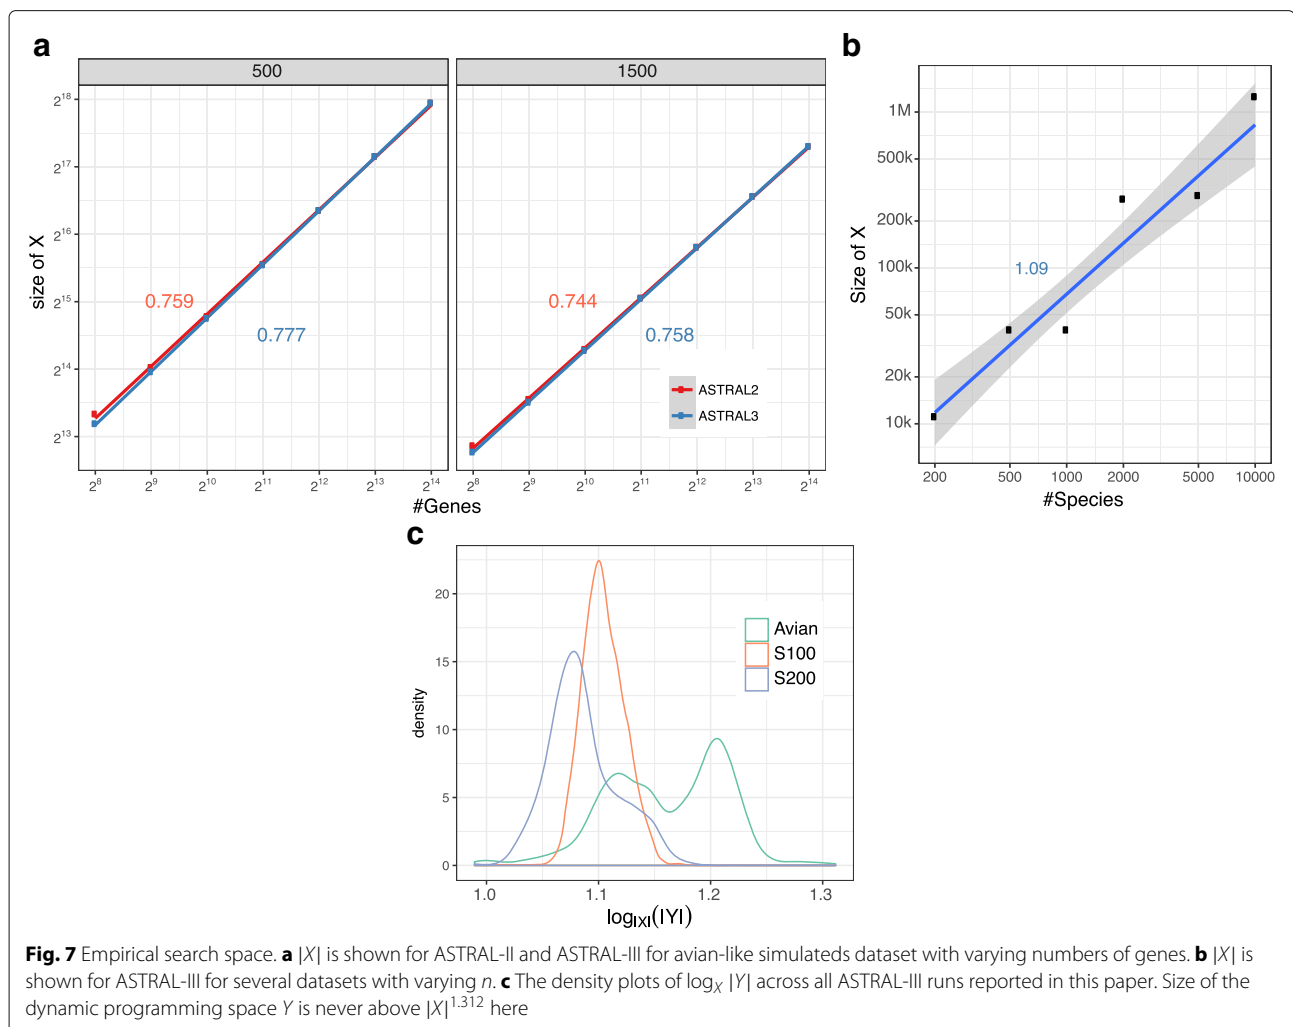 a
500
1500
size of X
2^18
2^17
2^16
2^15
2^14
2^13
0.759
0.777
0.744
0.758
ASTRAL2
ASTRAL3
2^8 2^9 2^10 2^11 2^12 2^13 2^14
2^8 2^9 2^10 2^11 2^12 2^13 2^14
#Genes
b
Size of X
1M
500k
200k
100k
50k
20k
10k
1.09
200 500 1000 2000 5000 10000
#Species
c
density
20
15
10
5
0
Avian
S100
S200
1.0 1.1 1.2 1.3
log|X|(|Y|)
Fig. 7 Empirical search space. a |X| is shown for ASTRAL-II and ASTRAL-III for avian-like simulateds dataset with varying numbers of genes. b |X| is
shown for ASTRAL-III for several datasets with varying n. c The density plots of logX |Y| across all ASTRAL-III runs reported in this paper. Size of the
dynamic programming space Y is never above |X|^1.312 here